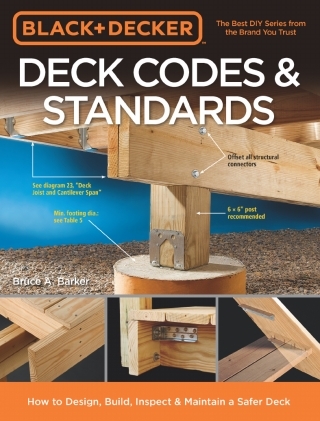 BLACK+DECKER™
The Best DIY Series from
the Brand You Trust
DECK CODES &
STANDARDS
Offset all structural
connectors
See diagram 23, "Deck
Joist and Cantilever Span"
Min. footing dia.:
see Table 5
6 × 6" post
recommended
Bruce A. Barker
How to Design, Build, Inspect & Maintain a Safer Deck